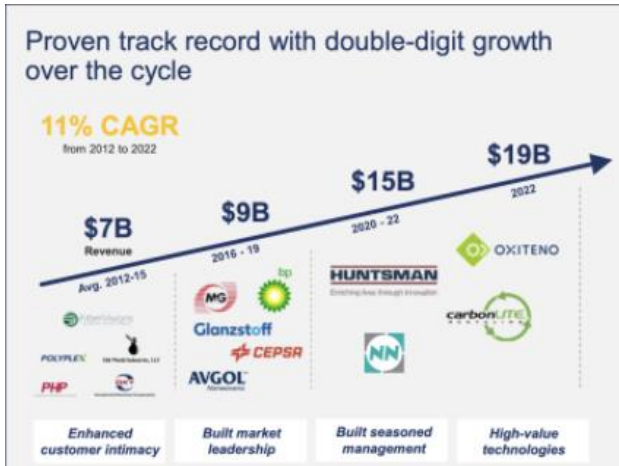 Proven track record with double-digit growth
over the cycle
11% CAGR
from 2012 to 2022
$7B
Revenue
Avg. 2012-15
$9B
2016 - 19
$15B
2020 - 22
$19B
2022
POLYPLEX
PHP
MG
bp
Glanzstoff
CEPSA
AVGOL
HUNTSMAN
Enriching lives through innovation
NN
OXITENO
carbonLITE
Enhanced
customer intimacy
Built market
leadership
Built seasoned
management
High-value
technologies